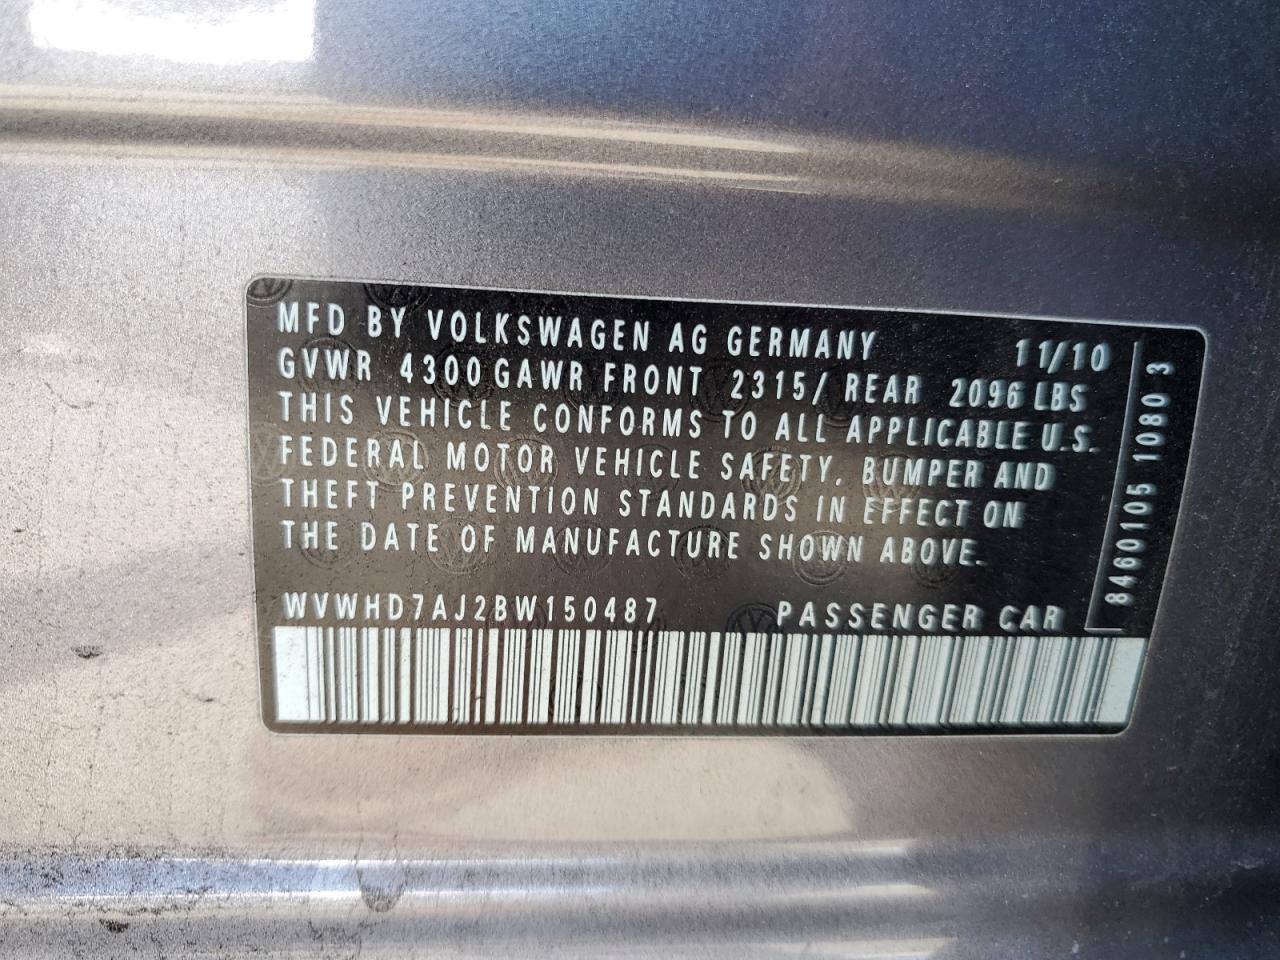 MFD BY VOLKSWAGEN AG GERMANY 11/10
GVWR 4300 GAWR FRONT 2315/ REAR 2096 LBS
THIS VEHICLE CONFORMS TO ALL APPLICABLE U.S.
FEDERAL MOTOR VEHICLE SAFETY, BUMPER AND
THEFT PREVENTION STANDARDS IN EFFECT ON
THE DATE OF MANUFACTURE SHOWN ABOVE.
WVWHD7AJ2BW150487 PASSENGER CAR
8460105 1080 3